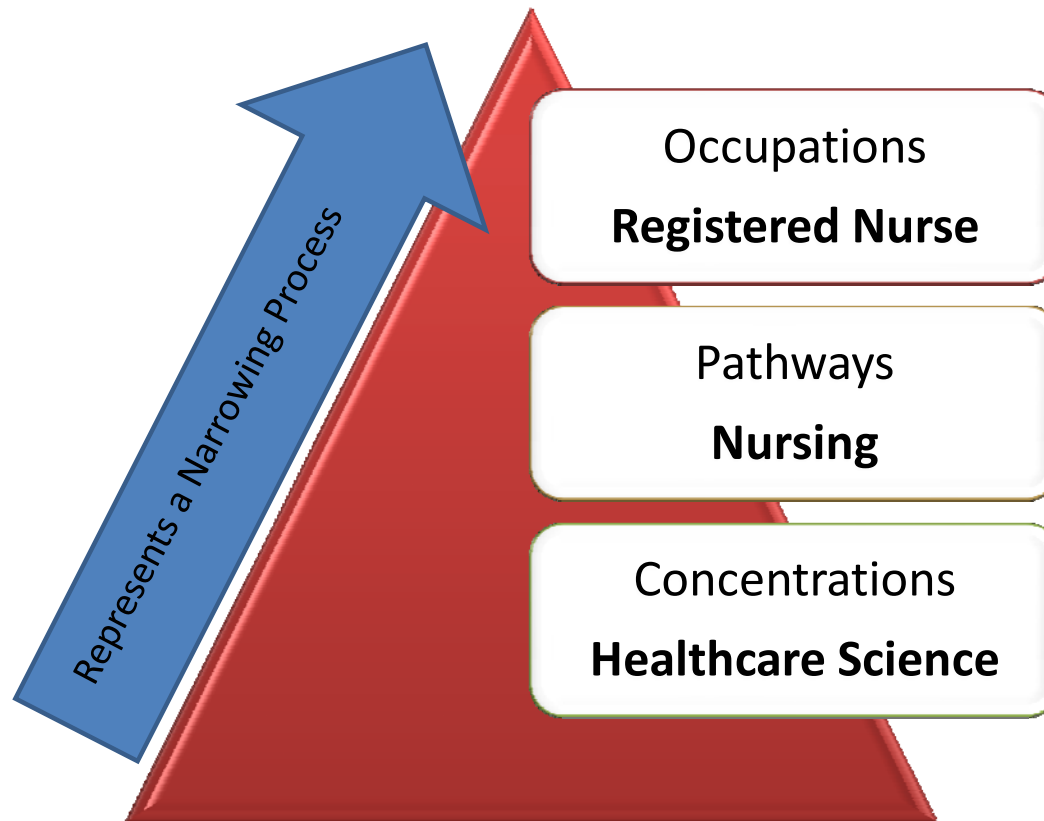 Represents a Narrowing Process
Occupations
Registered Nurse
Pathways
Nursing
Concentrations
Healthcare Science